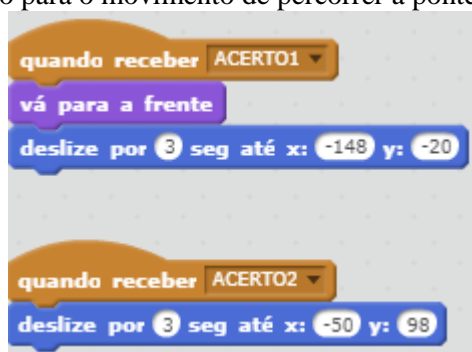 o para o movimento de percorrer a ponte
quando receber ACERTO1
vá para a frente
deslize por 3 seg até x: -148 y: -20
quando receber ACERTO2
deslize por 3 seg até x: -50 y: 98